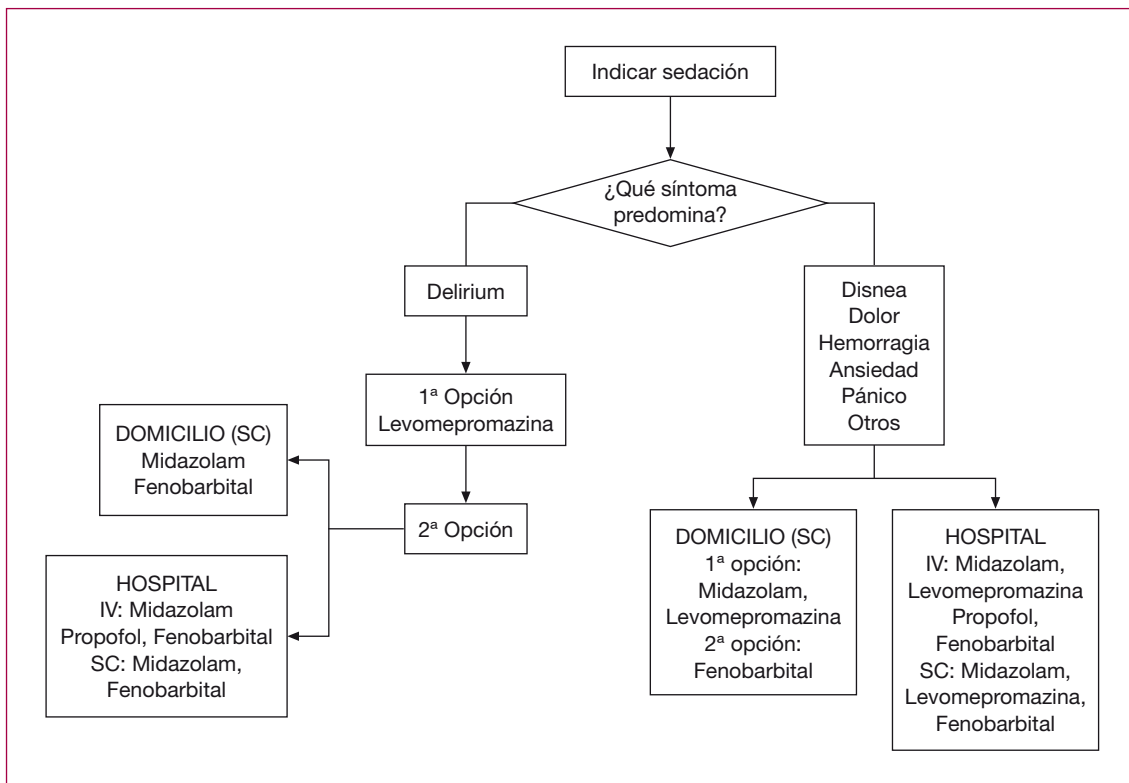 Indicar sedación
¿Qué síntoma
predomina?
Delirium
1ª Opción
Levomepromazina
2ª Opción
DOMICILIO (SC)
Midazolam
Fenobarbital
HOSPITAL
IV: Midazolam
Propofol, Fenobarbital
SC: Midazolam,
Fenobarbital
Disnea
Dolor
Hemorragia
Ansiedad
Pánico
Otros
DOMICILIO (SC)
1ª opción:
Midazolam,
Levomepromazina
2ª opción:
Fenobarbital
HOSPITAL
IV: Midazolam,
Levomepromazina
Propofol,
Fenobarbital
SC: Midazolam,
Levomepromazina,
Fenobarbital